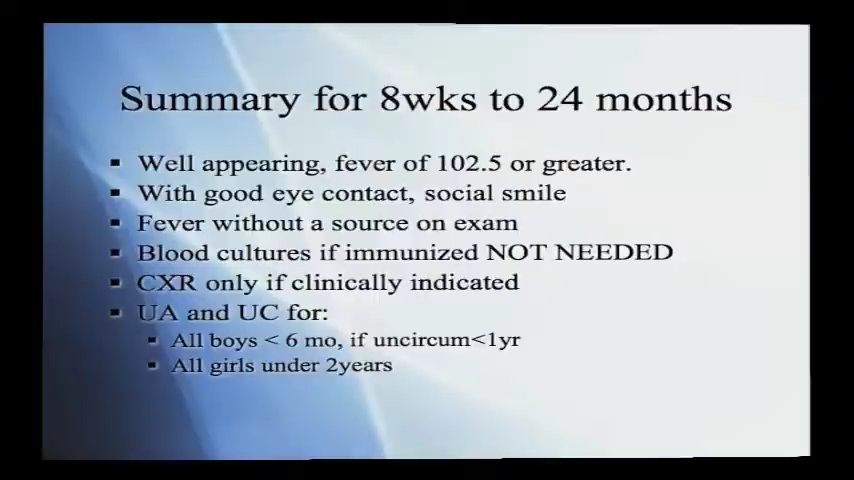 Summary for 8wks to 24 months
Well appearing, fever of 102.5 or greater.
With good eye contact, social smile
Fever without a source on exam
Blood cultures if immunized NOT NEEDED
CXR only if clinically indicated
UA and UC for:
All boys < 6 mo, if uncircum<1yr
All girls under 2years